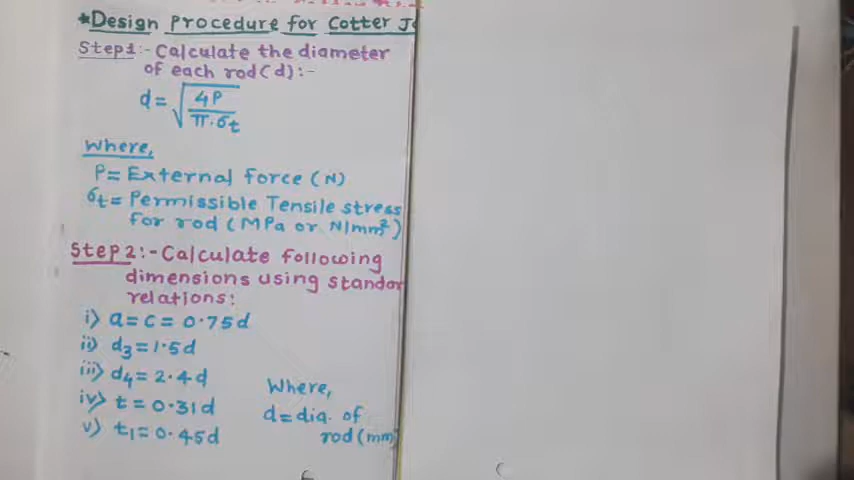 *Design Procedure for Cotter J
Step1:- Calculate the diameter
of each rod(d):-
d = √(4P / π.σt)
Where,
P = External force (N)
σt = Permissible Tensile stress
for rod (MPa or N/mm²)
Step2:- Calculate following
dimensions using standar
relations:
i) a = c = 0.75d
ii) d3 = 1.5d
iii) d4 = 2.4d
iv) t = 0.31d
v) t1 = 0.45d
Where,
d = dia. of
rod (mm)